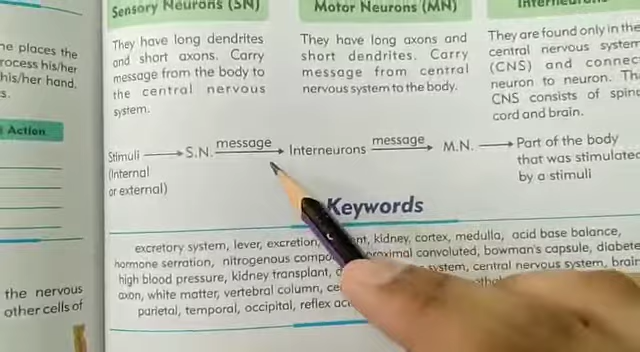 Sensory Neurons (SN)
Motor Neurons (MN)
They have long dendrites
and short axons. Carry
message from the body to
the central nervous
system.
They have long axons and
short dendrites. Carry
message from central
nervous system to the body.
They are found only in the
central nervous system
(CNS) and connec
neuron to neuron. Th
CNS consists of spin
cord and brain.
he places the
rocess his/her
his/her hand.
s.
Action
Stimuli S.N. message Interneurons message M.N. Part of the body
(Internal
or external)
that was stimulated
by a stimuli
Keywords
excretory system, lever, excretion, nt, kidney, cortex, medulla, acid base balance,
hormone serration, nitrogenous compo proximal convoluted, bowman's capsule, diabete
high blood pressure, kidney transplant, system, central nervous system, brain
axon, white matter, vertebral column, ce
parietal, temporal, occipital, reflex ac
the nervous
other cells of